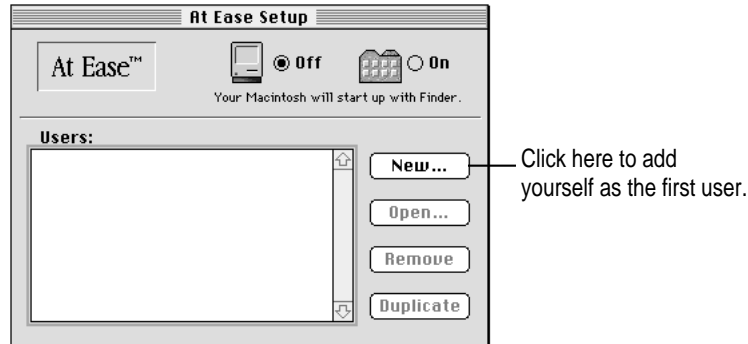 At Ease Setup
At Ease™
Off
On
Your Macintosh will start up with Finder.
Users:
New...
Open...
Remove
Duplicate
Click here to add
yourself as the first user.